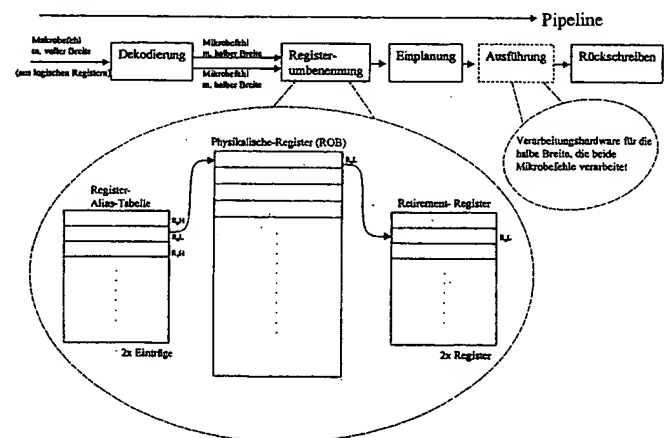 Pipeline
Makrobefehl
m. voller Breite
(aus logischen Registern)
Dekodierung
Mikrobefehl
m. halber Breite
Mikrobefehl
m. halber Breite
Register-
umbenennung
Einplanung
Ausführung
Rückschreiben
Verarbeitungshardware für die
halbe Breite, die beide
Mikrobefehle verarbeitet
Physikalische-Register (ROB)
Register-
Alias-Tabelle
Retirement- Register
2x Einträge
2x Register